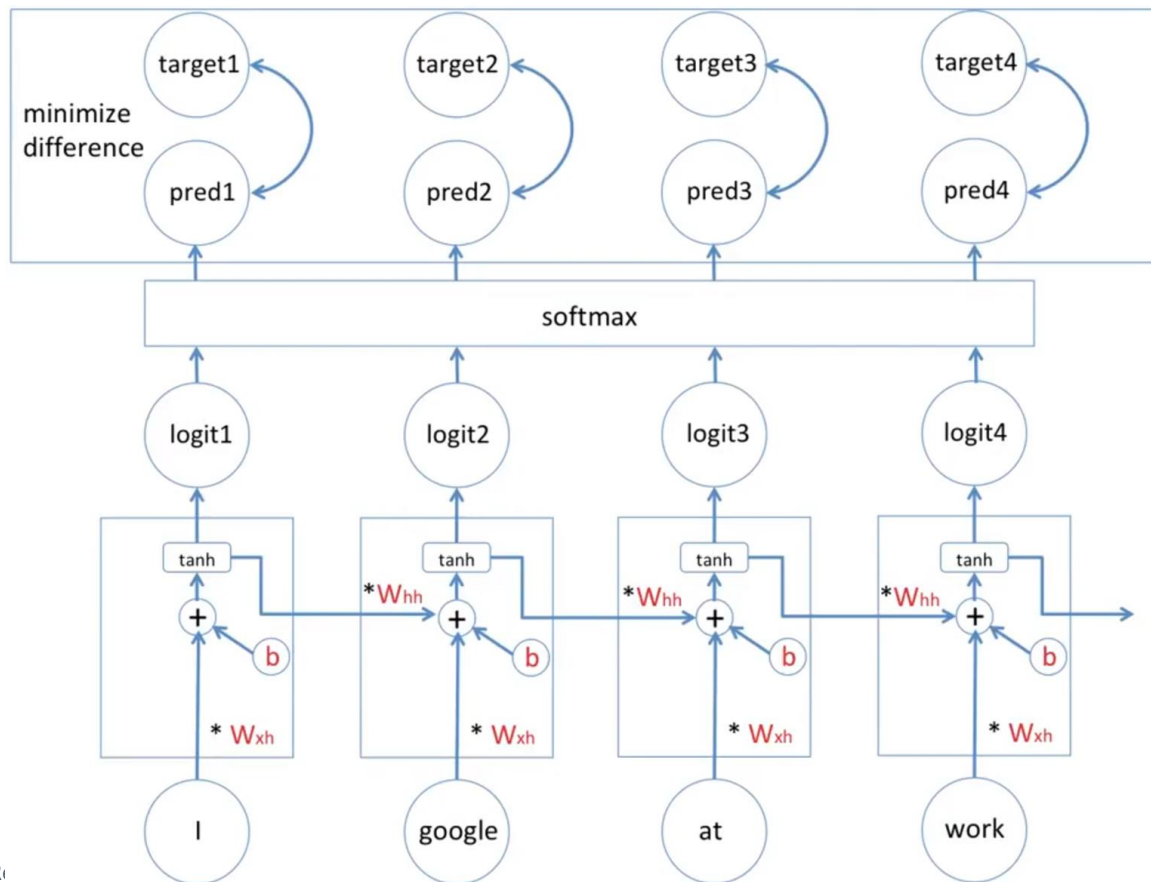 target1 target2 target3 target4
minimize
difference
pred1 pred2 pred3 pred4
softmax
logit1 logit2 logit3 logit4
tanh tanh tanh tanh
*Whh *Whh *Whh
+ + + +
b b b b
* Wxh * Wxh * Wxh * Wxh
I google at work